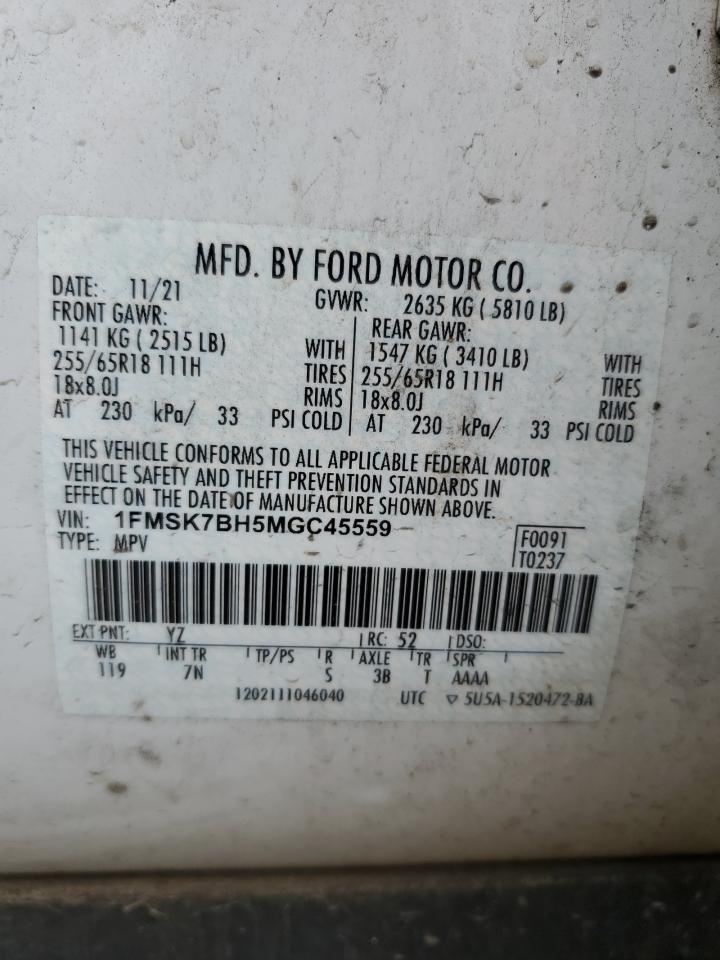 MFD. BY FORD MOTOR CO.
DATE: 11/21 GVWR: 2635 KG ( 5810 LB)
FRONT GAWR: REAR GAWR:
1141 KG ( 2515 LB) WITH 1547 KG ( 3410 LB) WITH
255/65R18 111H TIRES 255/65R18 111H TIRES
18x8.0J RIMS 18x8.0J RIMS
AT 230 kPa/ 33 PSI COLD AT 230 kPa/ 33 PSI COLD
THIS VEHICLE CONFORMS TO ALL APPLICABLE FEDERAL MOTOR
VEHICLE SAFETY AND THEFT PREVENTION STANDARDS IN
EFFECT ON THE DATE OF MANUFACTURE SHOWN ABOVE.
VIN: 1FMSK7BH5MGC45559
TYPE: MPV
F0091
T0237
EXT PNT: YZ RC: 52 DSO:
WB INT TR TP/PS R AXLE TR SPR
119 7N S 3B T AAAA
1202111046040 UTC ▽ 5U5A-1520472-BA